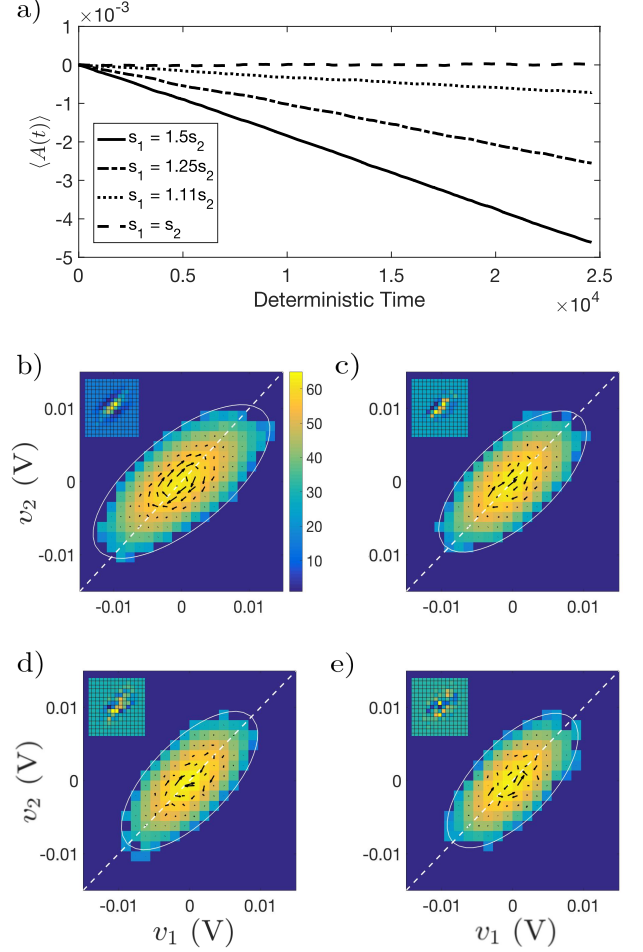 a)
×10⁻³
1
0
-1
-2
-3
-4
-5
⟨A(t)⟩
s₁ = 1.5s₂
s₁ = 1.25s₂
s₁ = 1.11s₂
s₁ = s₂
0 0.5 1 1.5 2 2.5
Deterministic Time
×10⁴
b)
c)
0.01
0
-0.01
v₂ (V)
60
50
40
30
20
10
0.01
0
0.01
-0.01 0 0.01
-0.01 0 0.01
d)
e)
0.01
0
-0.01
v₂ (V)
0.01
0
-0.01
-0.01 0 0.01
-0.01 0 0.01
v₁ (V)
v₁ (V)